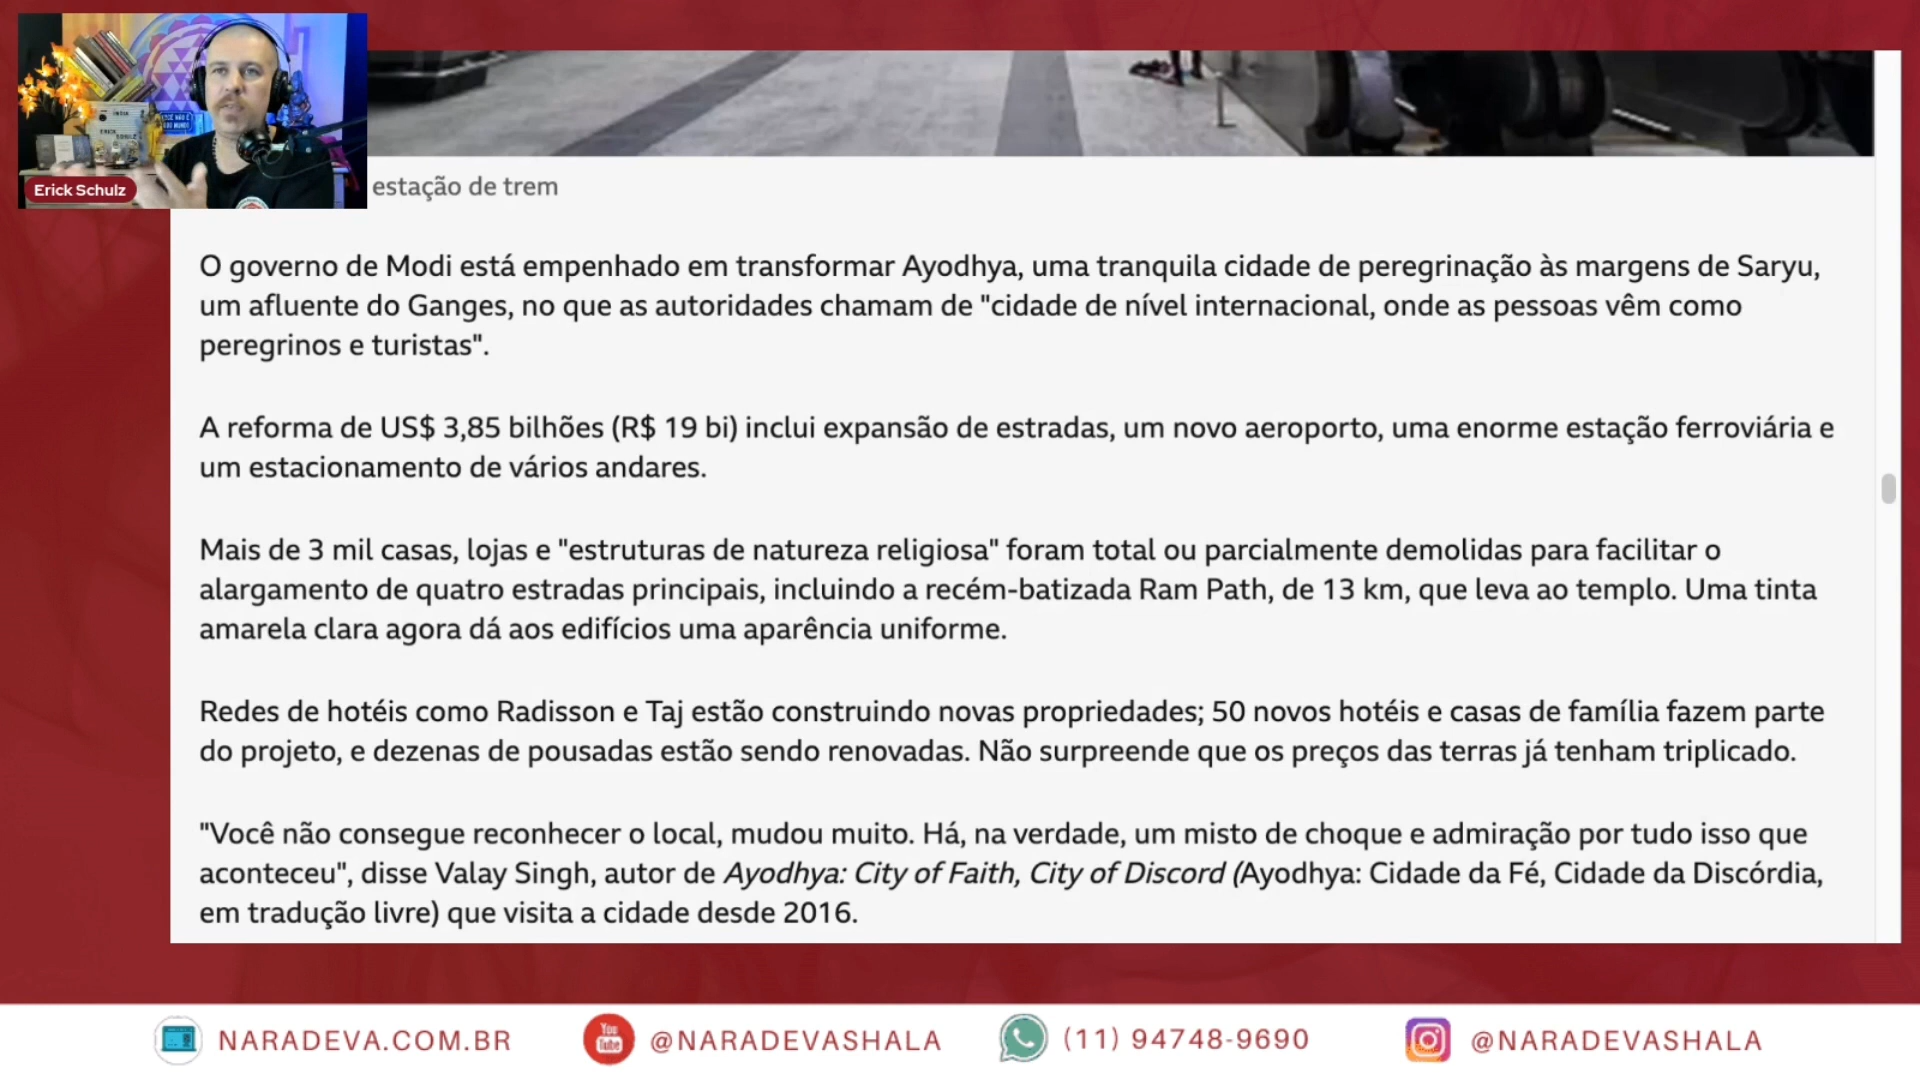 Erick Schulz
estação de trem
O governo de Modi está empenhado em transformar Ayodhya, uma tranquila cidade de peregrinação às margens de Saryu,
um afluente do Ganges, no que as autoridades chamam de "cidade de nível internacional, onde as pessoas vêm como
peregrinos e turistas".
A reforma de US$ 3,85 bilhões (R$ 19 bi) inclui expansão de estradas, um novo aeroporto, uma enorme estação ferroviária e
um estacionamento de vários andares.
Mais de 3 mil casas, lojas e "estruturas de natureza religiosa" foram total ou parcialmente demolidas para facilitar o
alargamento de quatro estradas principais, incluindo a recém-batizada Ram Path, de 13 km, que leva ao templo. Uma tinta
amarela clara agora dá aos edifícios uma aparência uniforme.
Redes de hotéis como Radisson e Taj estão construindo novas propriedades; 50 novos hotéis e casas de família fazem parte
do projeto, e dezenas de pousadas estão sendo renovadas. Não surpreende que os preços das terras já tenham triplicado.
"Você não consegue reconhecer o local, mudou muito. Há, na verdade, um misto de choque e admiração por tudo isso que
aconteceu", disse Valay Singh, autor de Ayodhya: City of Faith, City of Discord (Ayodhya: Cidade da Fé, Cidade da Discórdia,
em tradução livre) que visita a cidade desde 2016.
NARADEVA.COM.BR
You Tube
@NARADEVASHALA
(11) 94748-9690
@NARADEVASHALA